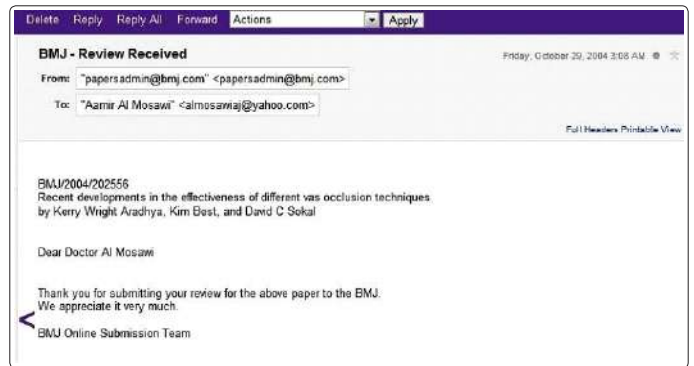 Delete Reply Reply All Forward Actions Apply
BMJ - Review Received
Friday, October 29, 2004 3:08 AM
From: "papersadmin@bmj.com" <papersadmin@bmj.com>
To: "Aamir Al Mosawi" <almosawiaj@yahoo.com>
Full Headers Printable View
BMJ/2004/202556
Recent developments in the effectiveness of different vas occlusion techniques
by Kerry Wright Aradhya, Kim Best, and David C Sokal
Dear Doctor Al Mosawi
Thank you for submitting your review for the above paper to the BMJ.
We appreciate it very much.
<
BMJ Online Submission Team